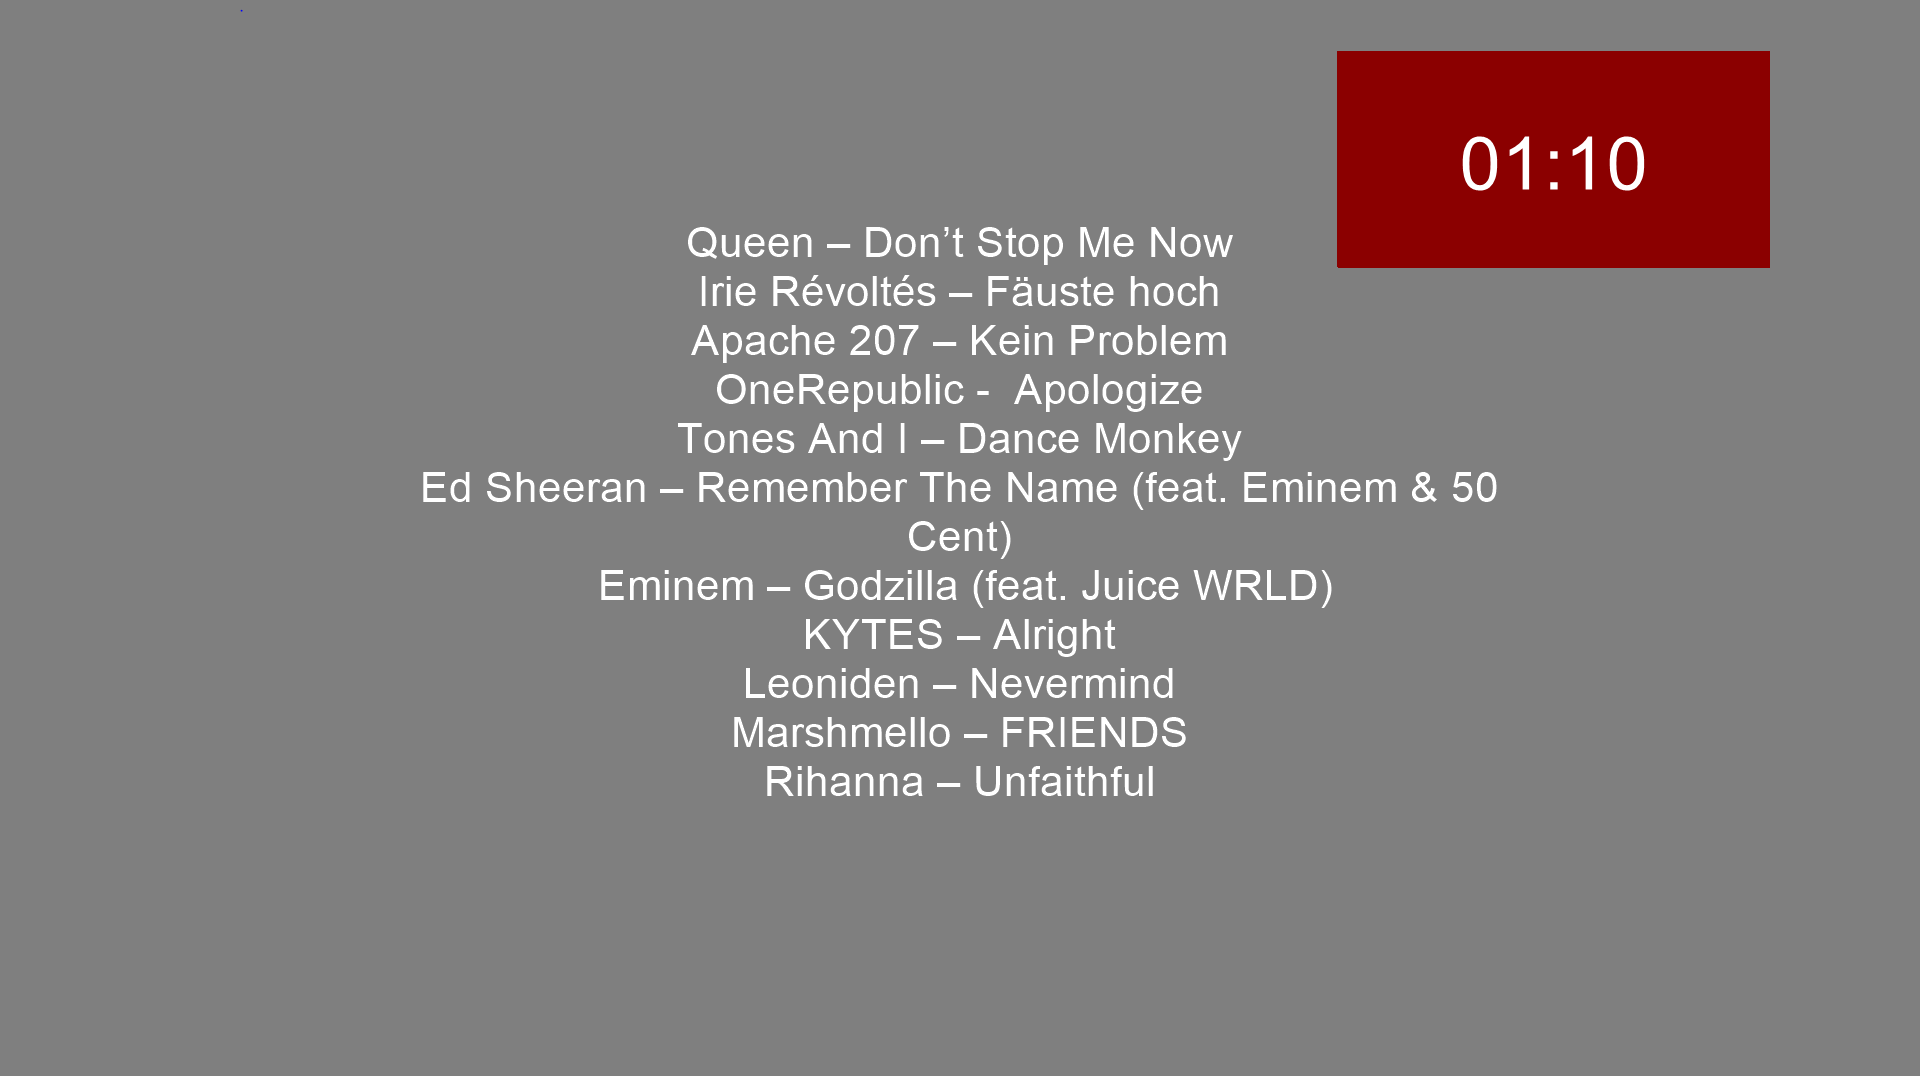 01:10
Queen – Don’t Stop Me Now
Irie Révoltés – Fäuste hoch
Apache 207 – Kein Problem
OneRepublic -  Apologize
Tones And I – Dance Monkey
Ed Sheeran – Remember The Name (feat. Eminem & 50
Cent)
Eminem – Godzilla (feat. Juice WRLD)
KYTES – Alright
Leoniden – Nevermind
Marshmello – FRIENDS
Rihanna – Unfaithful